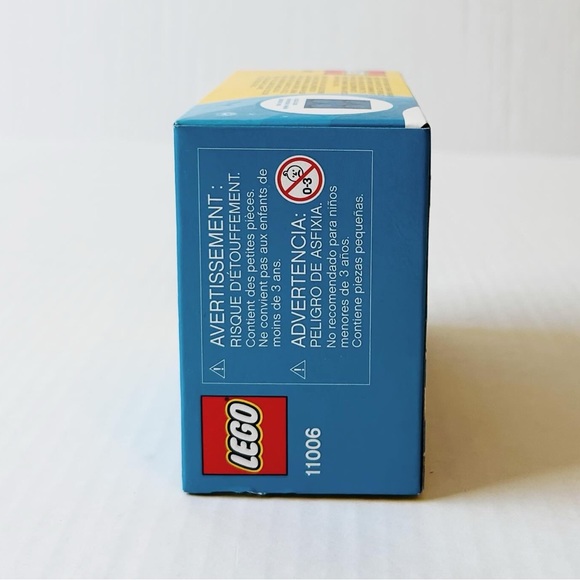 ⚠ AVERTISSEMENT :
RISQUE D'ÉTOUFFEMENT.
Contient des petites pièces.
Ne convient pas aux enfants de
moins de 3 ans.
0-3
⚠ ADVERTENCIA:
PELIGRO DE ASFIXIA.
No recomendado para niños
menores de 3 años.
Contiene piezas pequeñas.
LEGO
11006